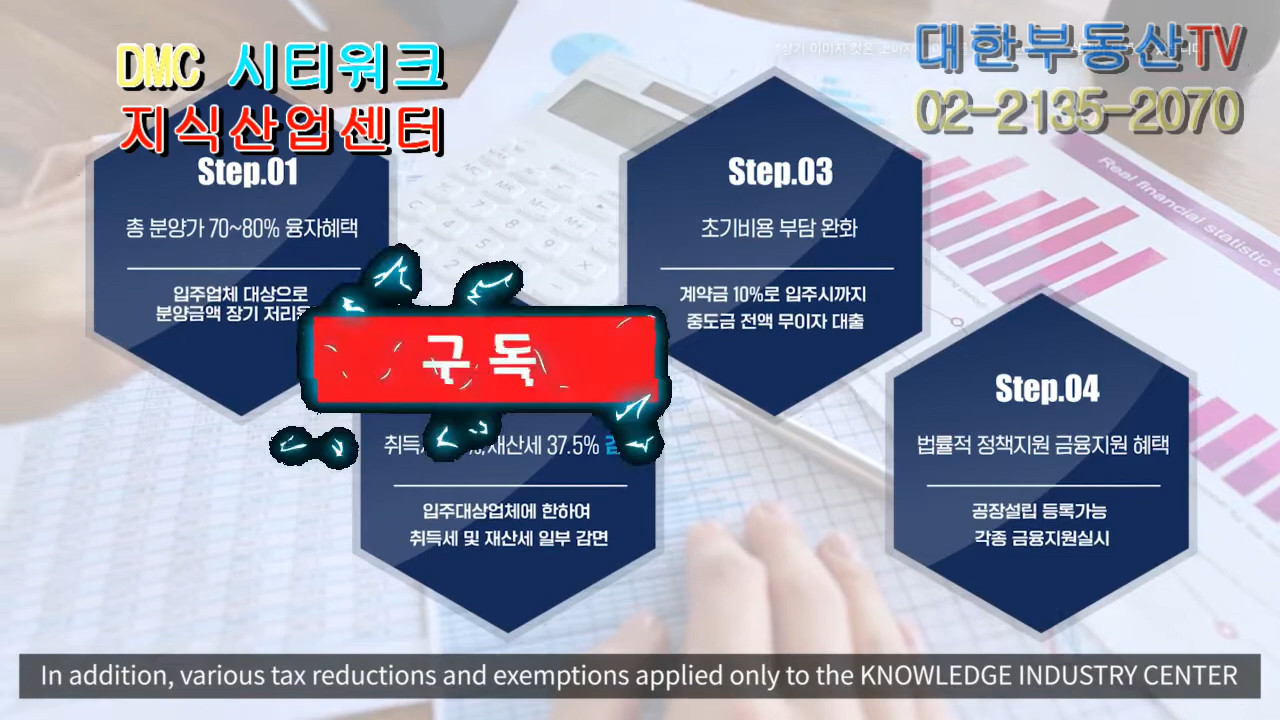 DMC 시티워크
지식산업센터
대한부동산TV
02-2135-2070
Step.01
총 분양가 70~80% 융자혜택
입주업체 대상으로
분양금액 장기
Step.03
초기비용 부담 완화
계약금 10%로 입주시까지
중도금 전액 무이자 대출
구독
재산세 37.5%
입주대상업체에 한하여
취득세 및 재산세 일부 감면
Step.04
법률적 정책지원 금융지원 혜택
공장설립 등록가능
각종 금융지원실시
Real financial statistic
In addition, various tax reductions and exemptions applied only to the KNOWLEDGE INDUSTRY CENTER